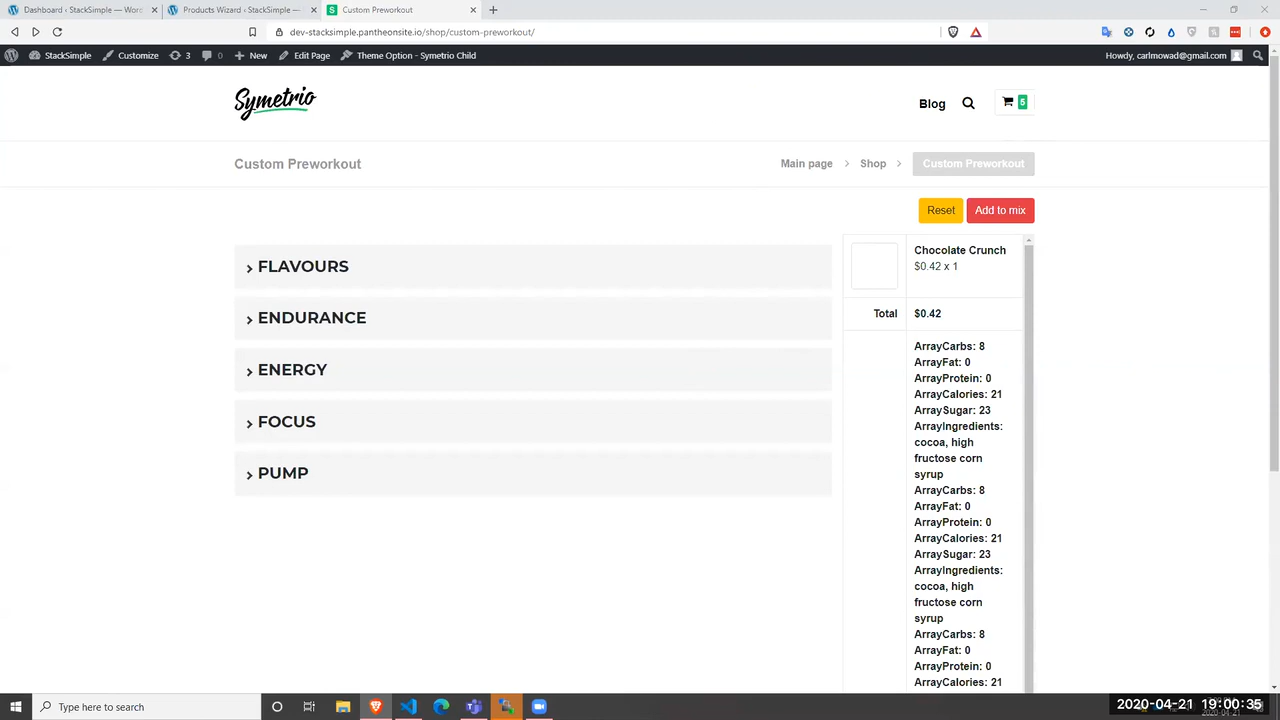 Dashboard ‹ StackSimple — Wor
Products Wizard ‹ StackSimple —
Custom Preworkout
dev-stacksimple.pantheonsite.io/shop/custom-preworkout/
StackSimple
Customize
3
0
New
Edit Page
Theme Option - Symetrio Child
Howdy, carlmowad@gmail.com
Symetrio
Blog
5
Custom Preworkout
Main page
Shop
Custom Preworkout
Reset
Add to mix
FLAVOURS
ENDURANCE
ENERGY
FOCUS
PUMP
Chocolate Crunch
$0.42 x 1
Total
$0.42
ArrayCarbs: 8
ArrayFat: 0
ArrayProtein: 0
ArrayCalories: 21
ArraySugar: 23
ArrayIngredients:
cocoa, high
fructose corn
syrup
ArrayCarbs: 8
ArrayFat: 0
ArrayProtein: 0
ArrayCalories: 21
ArraySugar: 23
ArrayIngredients:
cocoa, high
fructose corn
syrup
ArrayCarbs: 8
ArrayFat: 0
ArrayProtein: 0
ArrayCalories: 21
Type here to search
2020-04-21 19:00:35